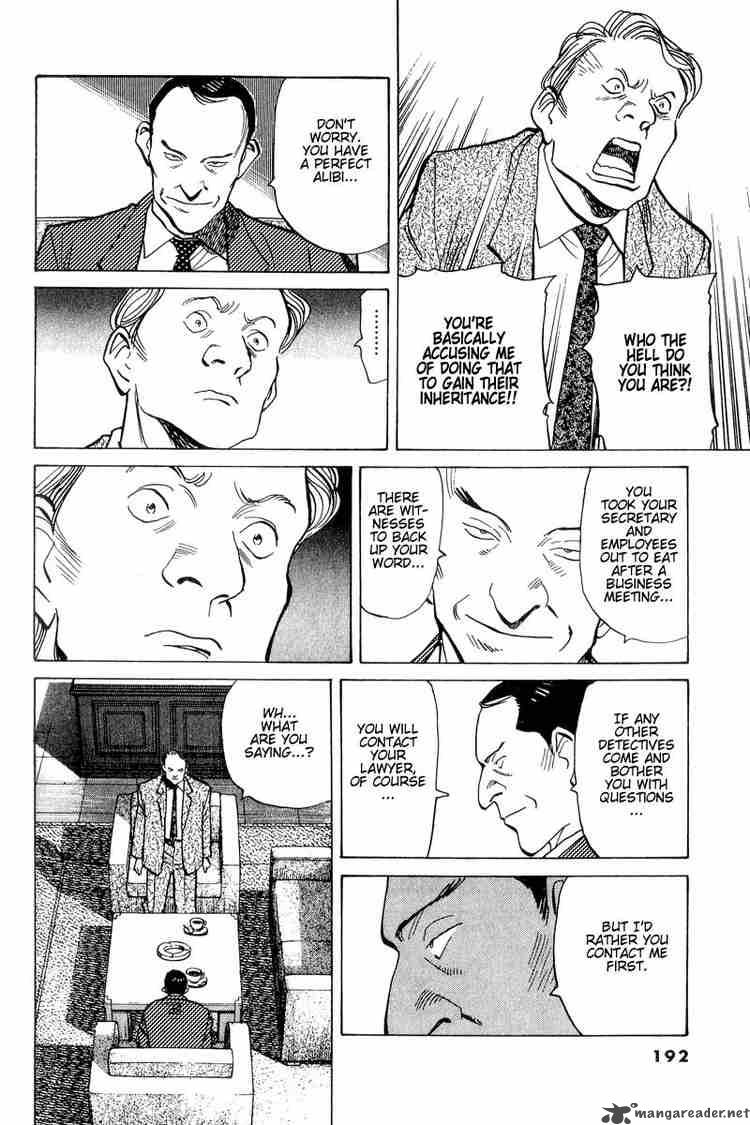 WHO THE
HELL DO
YOU THINK
YOU ARE?!
YOU'RE
BASICALLY
ACCUSING ME
OF DOING THAT
TO GAIN THEIR
INHERITANCE!!
DON'T
WORRY.
YOU HAVE
A PERFECT
ALIBI...
.........
YOU
TOOK YOUR
SECRETARY
AND
EMPLOYEES
OUT TO EAT
AFTER A
BUSINESS
MEETING...
THERE
ARE WIT-
NESSES
TO BACK
UP YOUR
WORD...
IF ANY
OTHER
DETECTIVES
COME AND
BOTHER
YOU WITH
QUESTIONS
...
YOU WILL
CONTACT
YOUR
LAWYER,
OF COURSE
...
BUT I'D
RATHER YOU
CONTACT ME
FIRST.
WH...
WHAT
ARE YOU
SAYING...?
192
mangareader.net